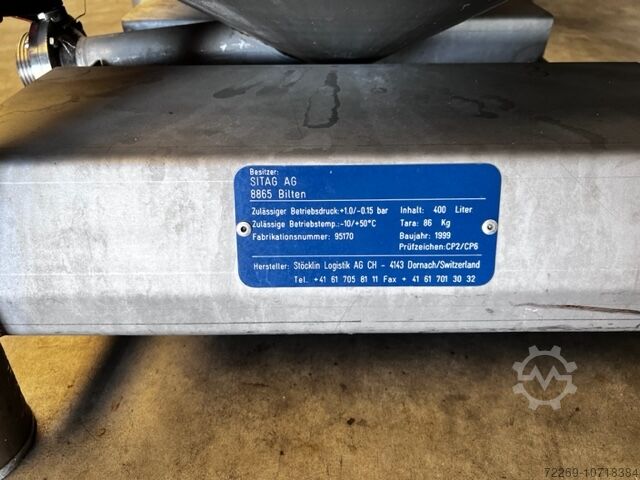 Besitzer:
SITAG AG
8865 Bilten
Zulässiger Betriebsdruck:+1.0/-0.15 bar Inhalt: 400 Liter
Zulässige Betriebstemp.:-10/+50°C Tara: 86 Kg
Fabrikationsnummer: 95170 Baujahr: 1999
Prüfzeichen:CP2/CP6
Hersteller: Stöcklin Logistik AG CH - 4143 Dornach/Switzerland
Tel. +41 61 705 81 11 Fax + 41 61 701 30 32
72269-10718384